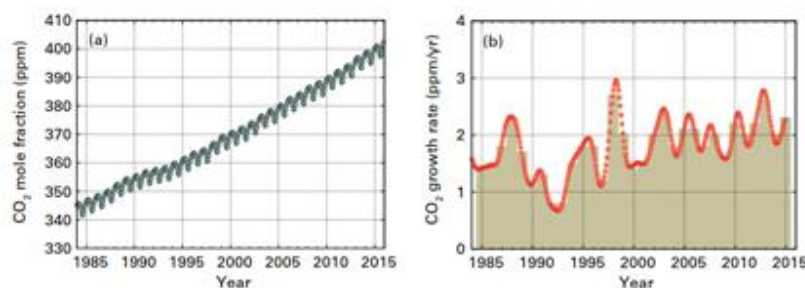 (a)
CO₂ mole fraction (ppm)
410
400
390
380
370
360
350
340
330
1985 1990 1995 2000 2005 2010 2015
Year
(b)
CO₂ growth rate (ppm/yr)
4
3
2
1
0
1985 1990 1995 2000 2005 2010 2015
Year